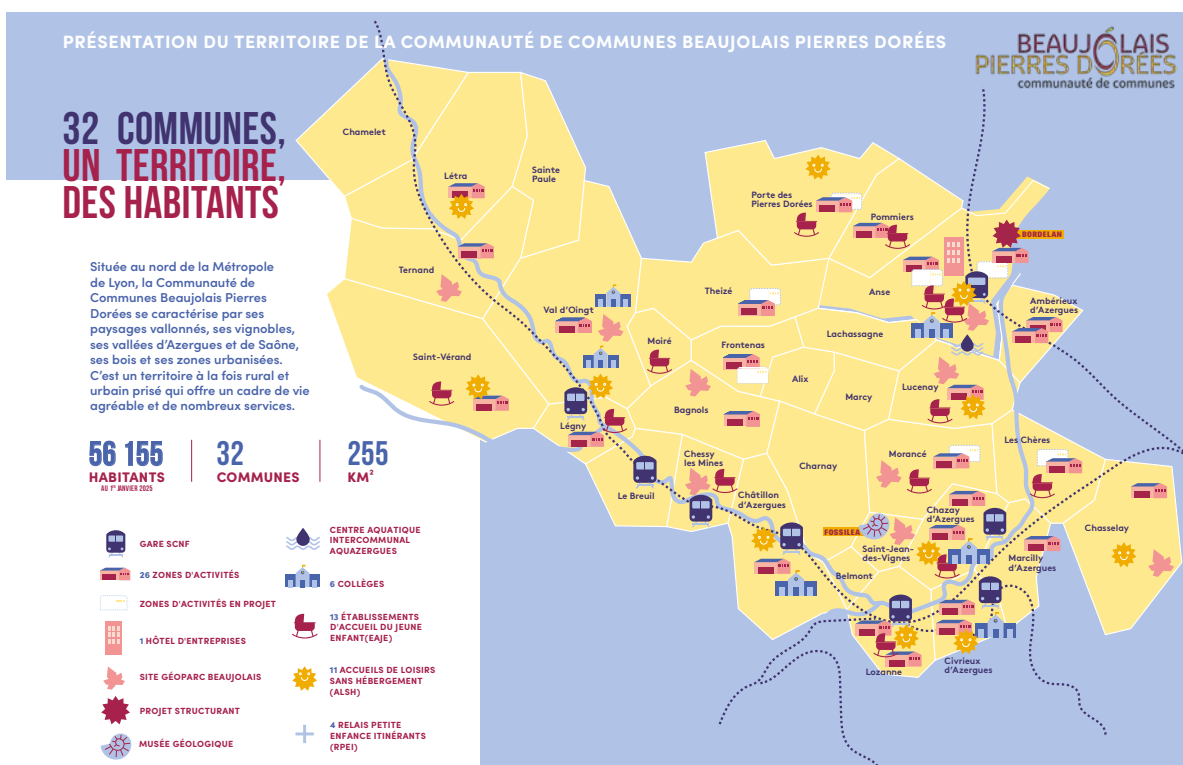 PRÉSENTATION DU TERRITOIRE DE LA COMMUNAUTÉ DE COMMUNES BEAUJOLAIS PIERRES DORÉES
BEAUJOLAIS
PIERRES DORÉES
communauté de communes
32 COMMUNES,
UN TERRITOIRE,
DES HABITANTS
Située au nord de la Métropole
de Lyon, la Communauté de
Communes Beaujolais Pierres
Dorées se caractérise par ses
paysages vallonnés, ses vignobles,
ses vallées d'Azergues et de Saône,
ses bois et ses zones urbanisées.
C'est un territoire à la fois rural et
urbain prisé qui offre un cadre de vie
agréable et de nombreux services.
56 155
HABITANTS
AU 1ER JANVIER 2025
32
COMMUNES
255
KM²
GARE SCNF
26 ZONES D'ACTIVITÉS
ZONES D'ACTIVITÉS EN PROJET
1 HÔTEL D'ENTREPRISES
SITE GÉOPARC BEAUJOLAIS
PROJET STRUCTURANT
MUSÉE GÉOLOGIQUE
CENTRE AQUATIQUE
INTERCOMMUNAL
AQUAZERGUES
6 COLLÈGES
13 ÉTABLISSEMENTS
D'ACCUEIL DU JEUNE
ENFANT(EAJE)
11 ACCUEILS DE LOISIRS
SANS HÉBERGEMENT
(ALSH)
4 RELAIS PETITE
ENFANCE ITINÉRANTS
(RPEI)
Chamelet
Létra
Sainte
Paule
Ternand
Val d'Oingt
Saint-Vérand
Légny
Le Breuil
Moiré
Theizé
Frontenas
Bagnols
Chessy
les Mines
Châtillon
d'Azergues
Porte des
Pierres Dorées
Pommiers
BORDELAN
Anse
Ambérieux
d'Azergues
Lachassagne
Alix
Marcy
Lucenay
Charnay
Morancé
Les Chères
Chazay
d'Azergues
FOSSILEA
Saint-Jean-
des-Vignes
Belmont
Marcilly
d'Azergues
Chasselay
Lozanne
Civrieux
d'Azergues